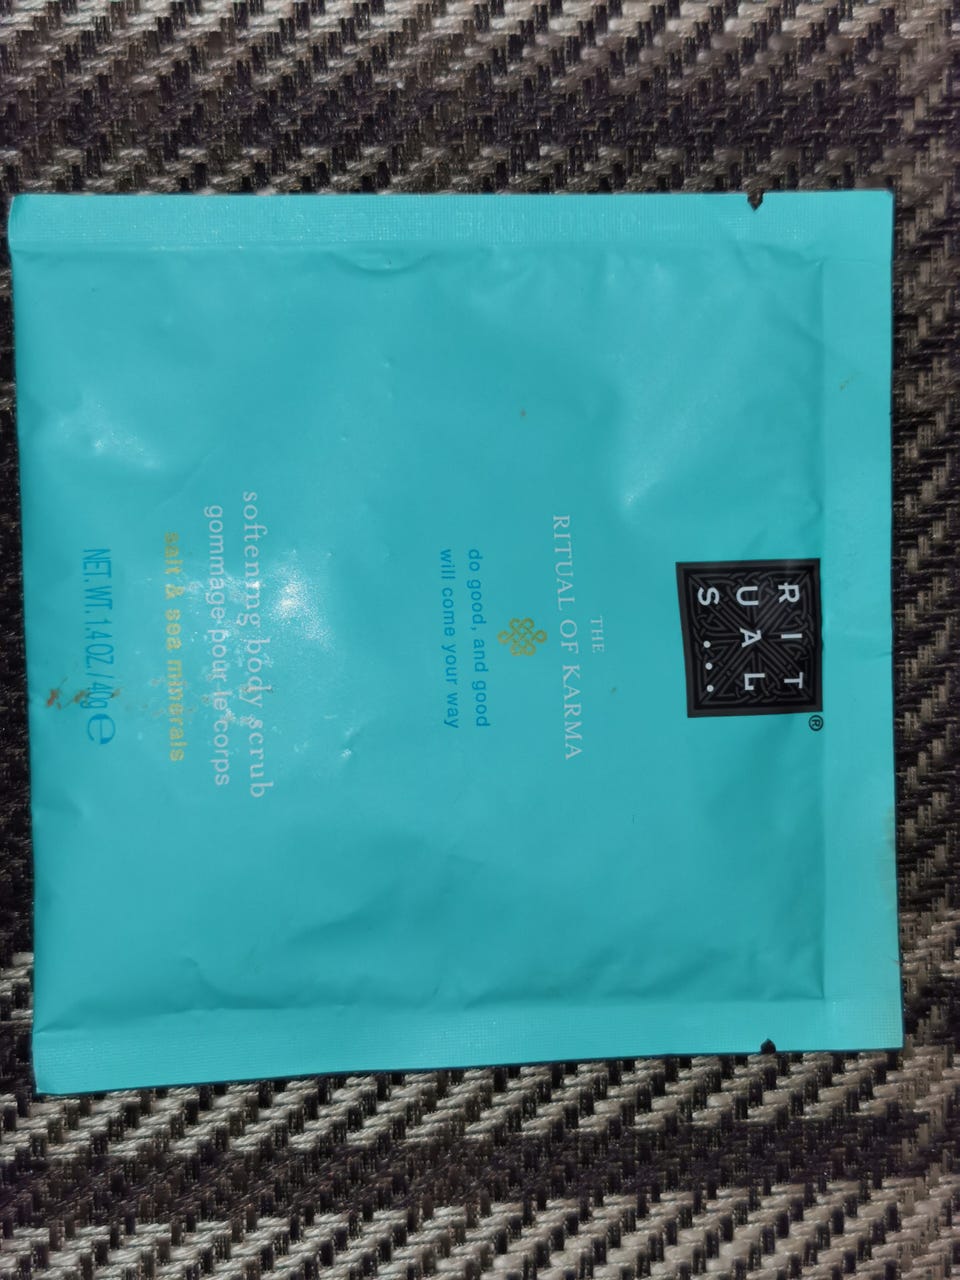 RIT
UAL
S...
®
THE
RITUAL OF KARMA
do good, and good
will come your way
softening body scrub
gommage pour le corps
salt & sea minerals
NET. WT. 1.4 OZ. / 40g e